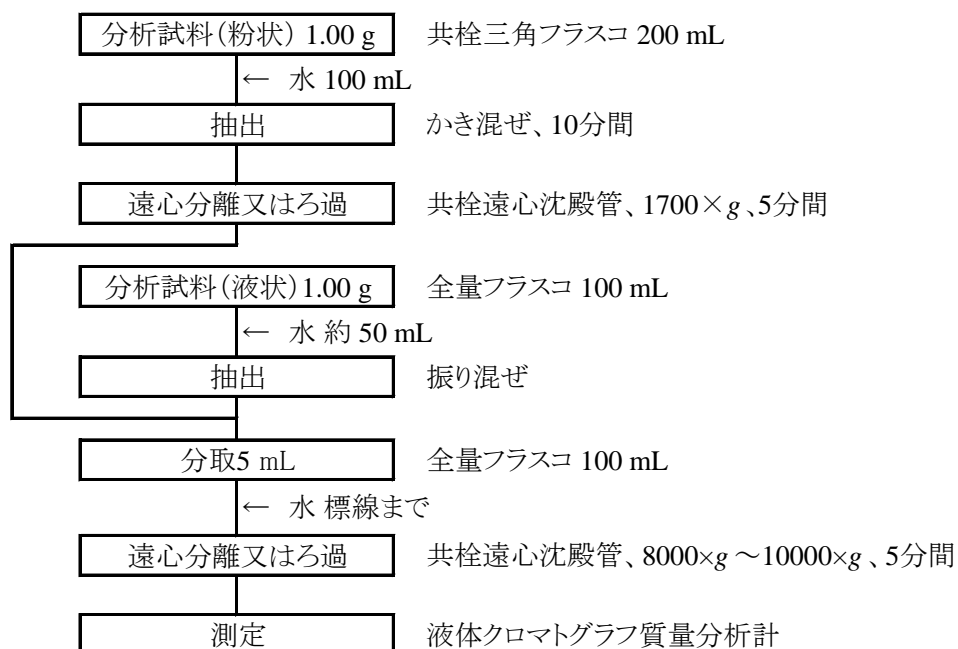 分析試料(粉状) 1.00 g 共栓三角フラスコ 200 mL
← 水 100 mL
抽出 かき混ぜ、10分間
遠心分離又はろ過 共栓遠心沈殿管、1700×g、5分間
分析試料(液状)1.00 g 全量フラスコ 100 mL
← 水 約 50 mL
抽出 振り混ぜ
分取5 mL 全量フラスコ 100 mL
← 水 標線まで
遠心分離又はろ過 共栓遠心沈殿管、8000×g～10000×g、5分間
測定 液体クロマトグラフ質量分析計